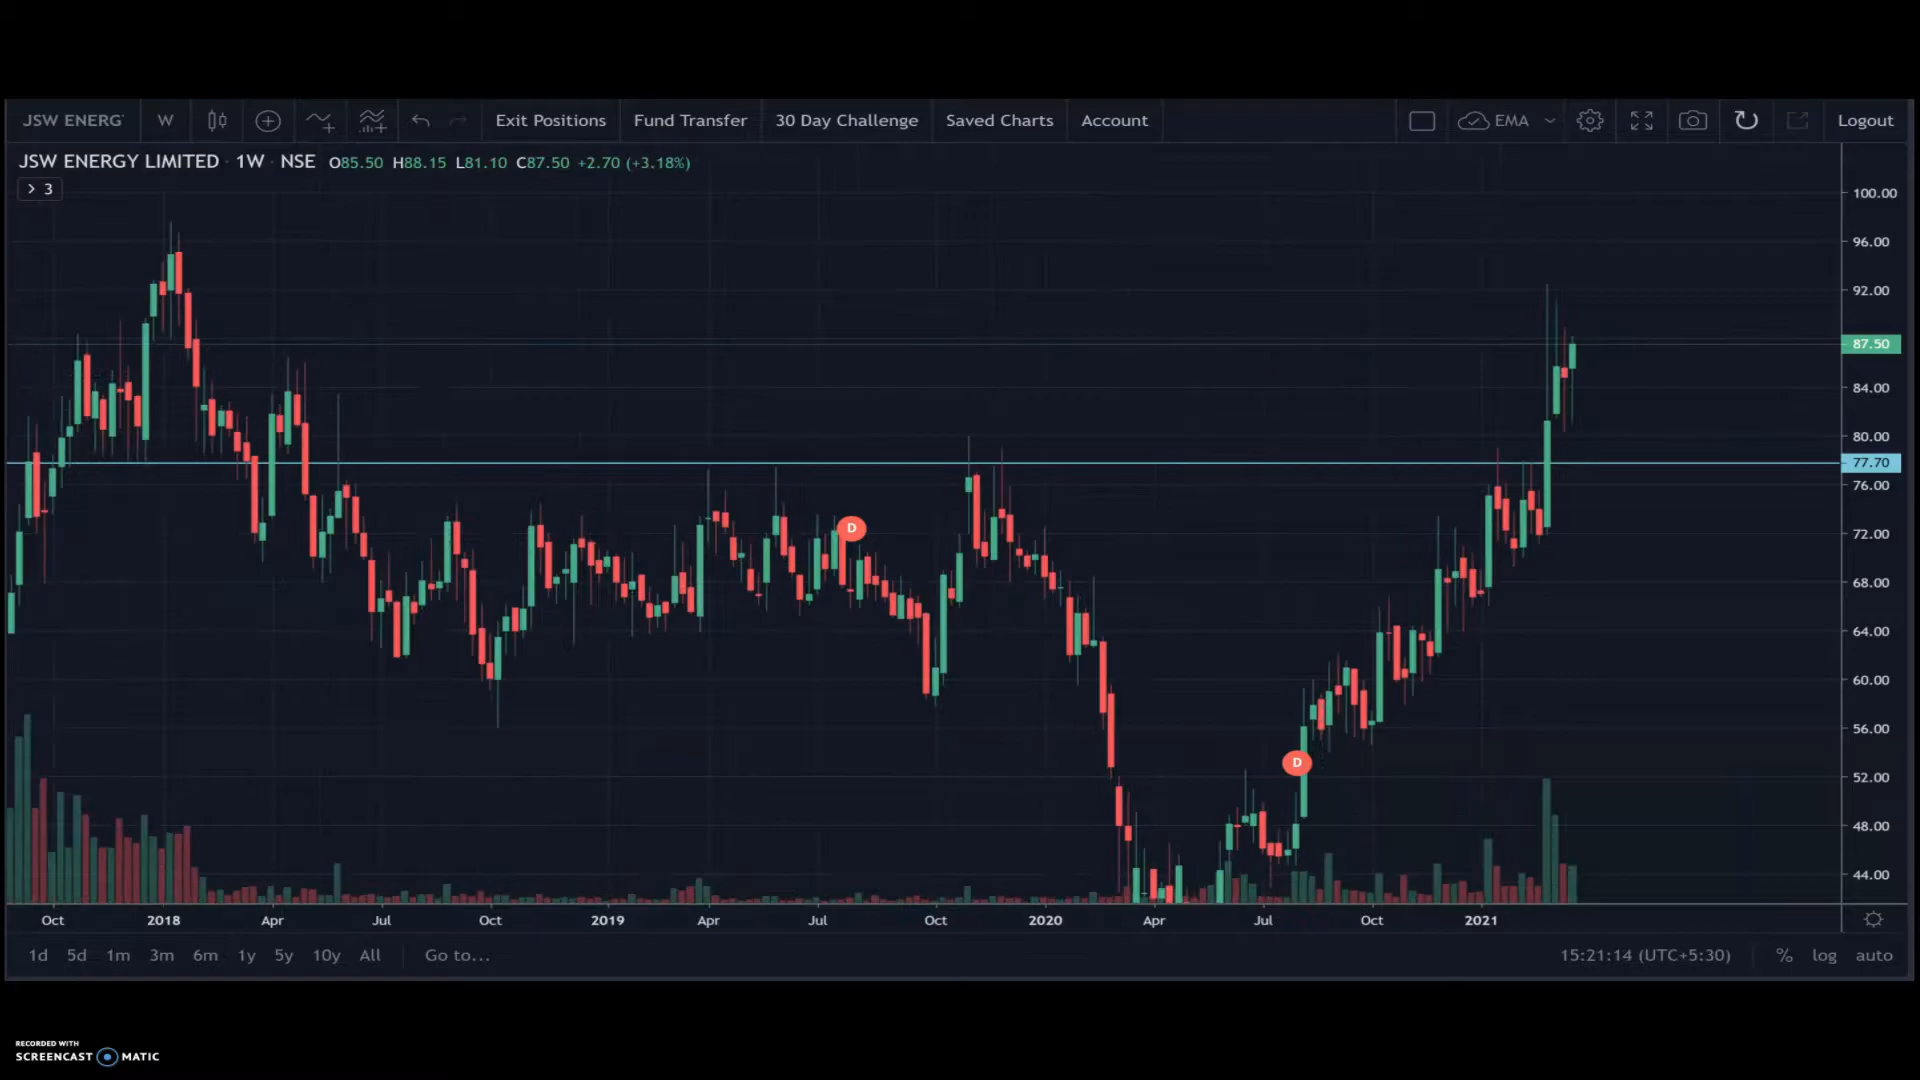 JSW ENERG W Exit Positions Fund Transfer 30 Day Challenge Saved Charts Account EMA Logout
JSW ENERGY LIMITED · 1W · NSE O85.50 H88.15 L81.10 C87.50 +2.70 (+3.18%)
> 3
100.00
96.00
92.00
87.50
84.00
80.00
77.70
76.00
72.00
D
68.00
64.00
60.00
56.00
D
52.00
48.00
44.00
Oct 2018 Apr Jul Oct 2019 Apr Jul Oct 2020 Apr Jul Oct 2021
1d 5d 1m 3m 6m 1y 5y 10y All Go to... 15:21:14 (UTC+5:30) % log auto
RECORDED WITH
SCREENCAST MATIC